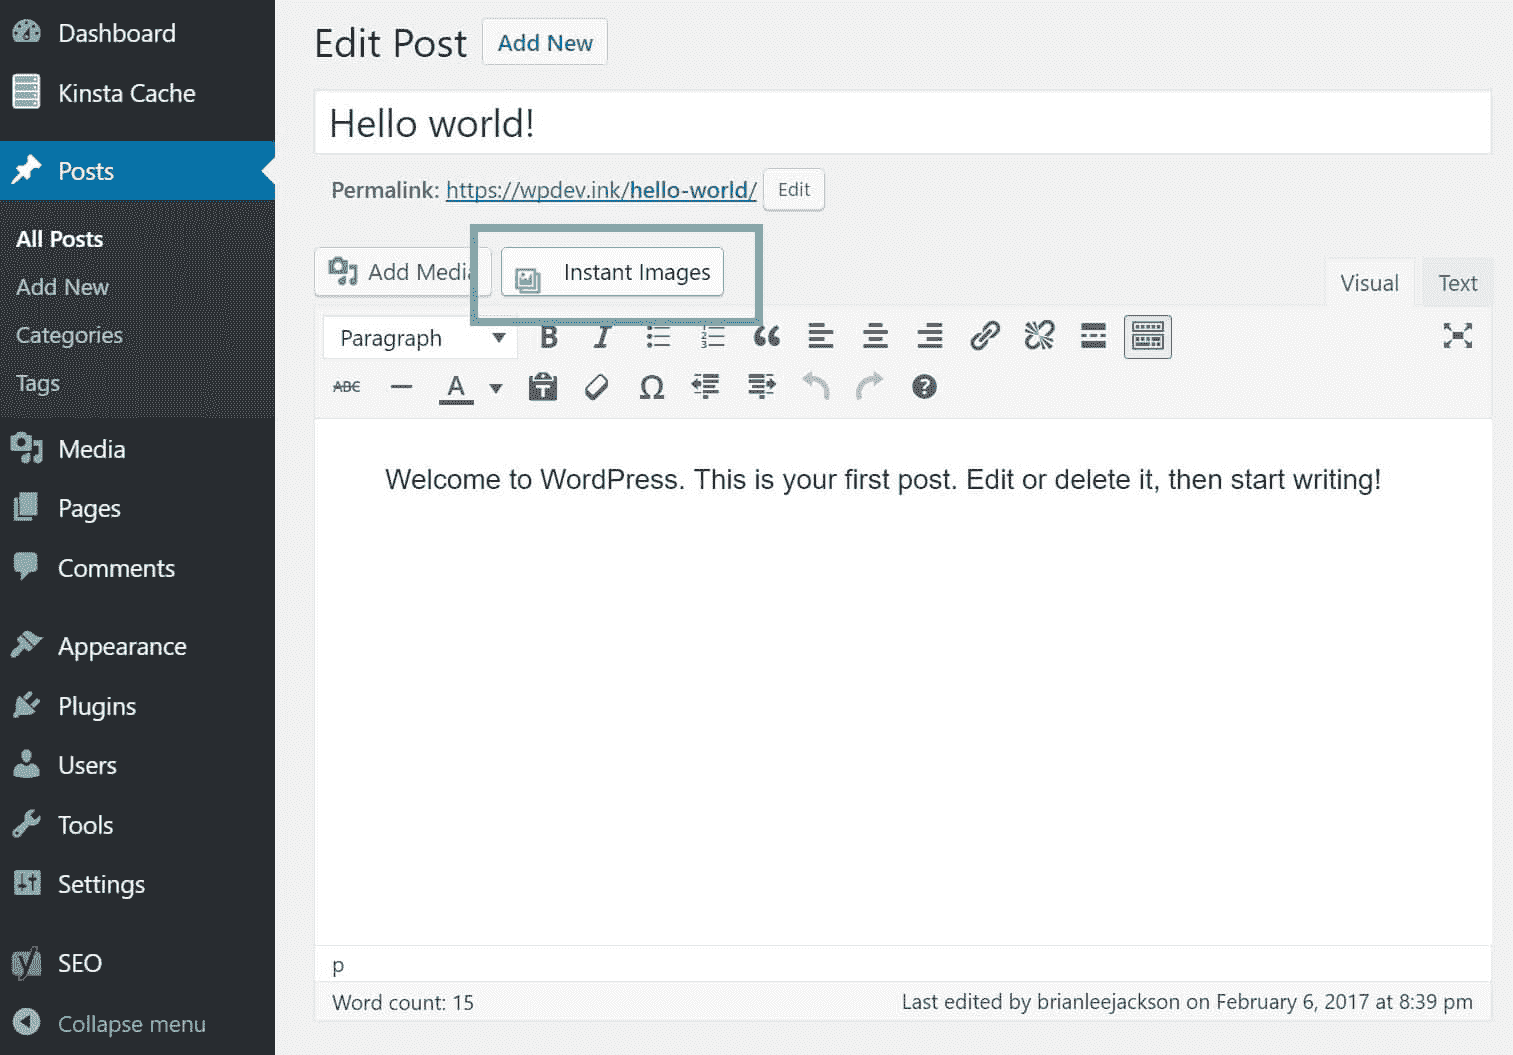 Dashboard
Kinsta Cache
Posts
All Posts
Add New
Categories
Tags
Media
Pages
Comments
Appearance
Plugins
Users
Tools
Settings
SEO
Collapse menu
Edit Post Add New
Hello world!
Permalink: https://wpdev.ink/hello-world/ Edit
Add Media Instant Images Visual Text
Paragraph B I
ABC A
Welcome to WordPress. This is your first post. Edit or delete it, then start writing!
p
Word count: 15 Last edited by brianleejackson on February 6, 2017 at 8:39 pm